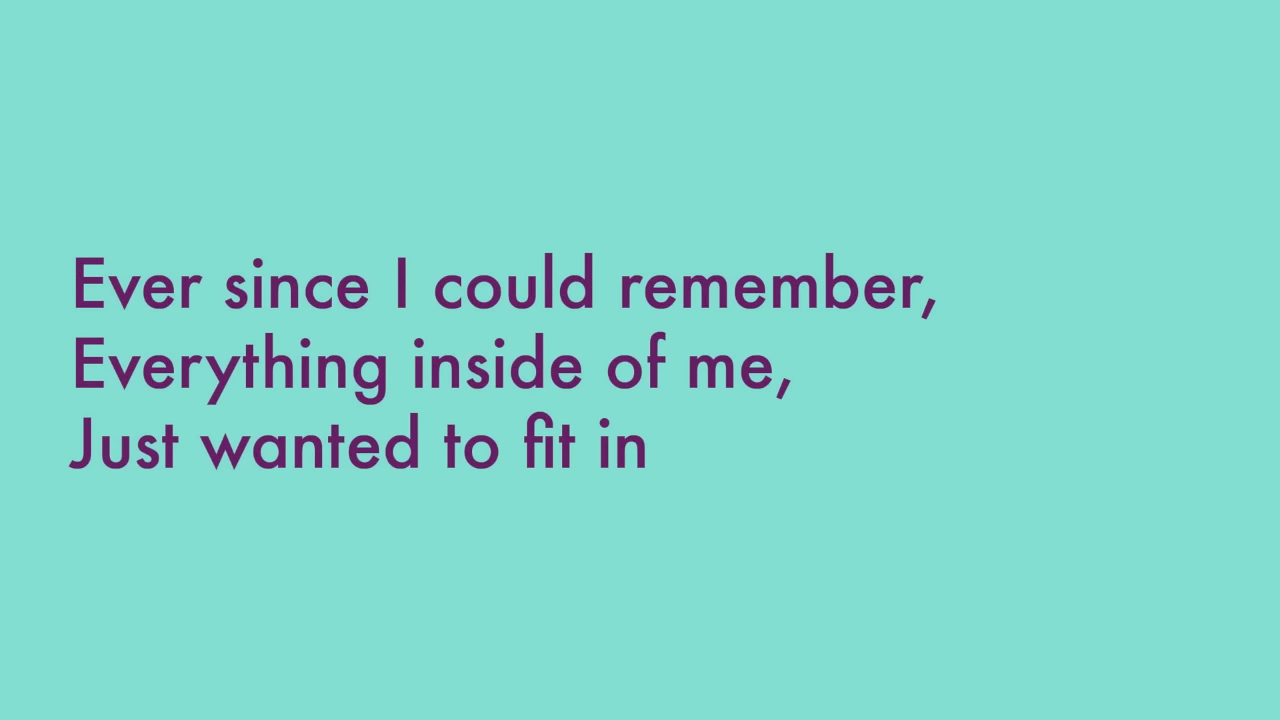 Ever since I could remember,
Everything inside of me,
Just wanted to fit in